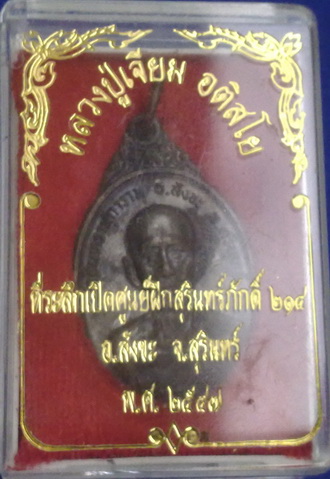 หลวงปู่เจียม อติสโย
ที่ระลึกเปิดศูนย์ฝึกสุรินทร์ภักดิ์ ๒๑๔
อ.สังขะ จ.สุรินทร์
พ.ศ. ๒๕๔๗